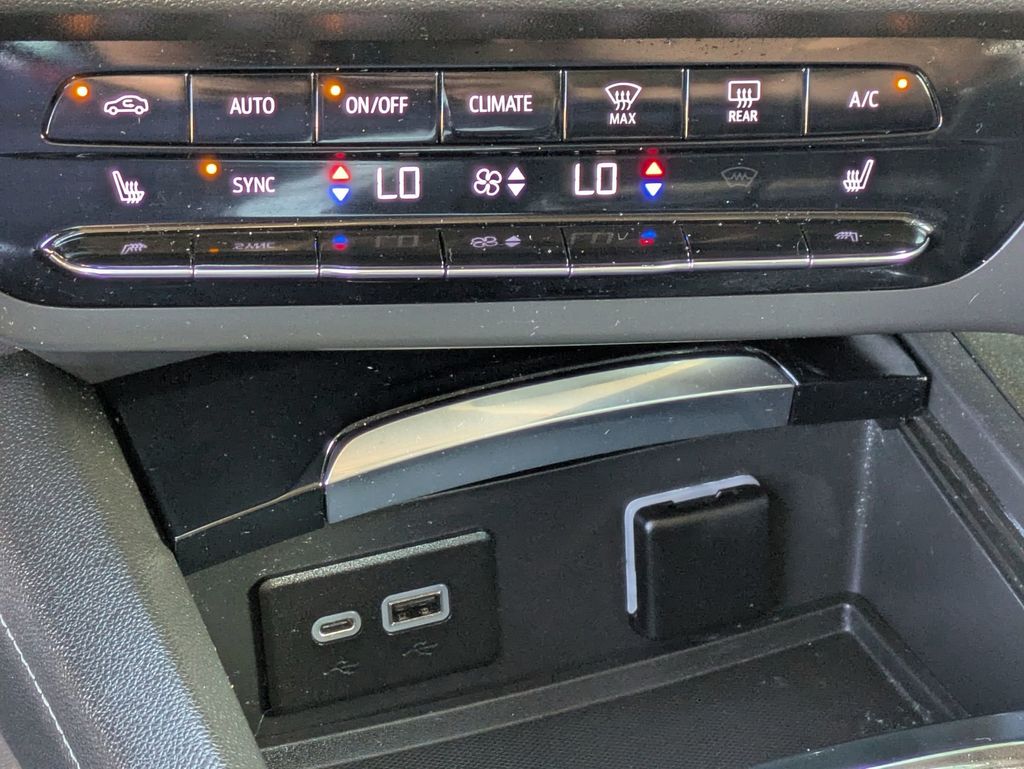 AUTO ON/OFF CLIMATE MAX REAR A/C
SYNC LO LO